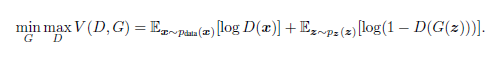 min_G max_D V(D, G) = 𝔼_{x∼p_data(x)}[log D(x)] + 𝔼_{z∼p_z(z)}[log(1 − D(G(z)))].